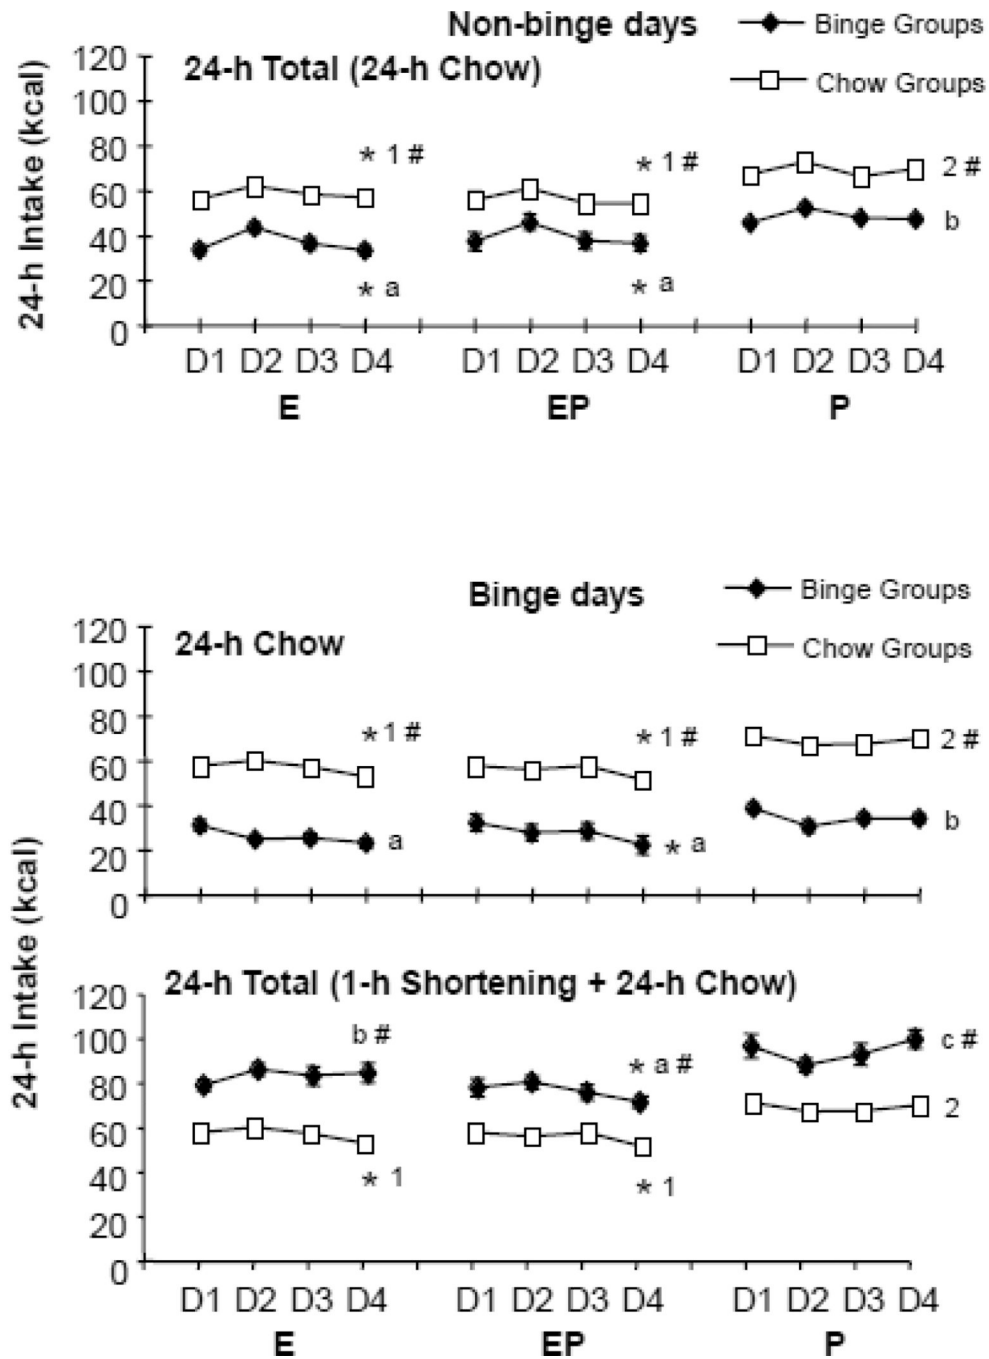 Non-binge days
Binge Groups
Chow Groups
24-h Total (24-h Chow)
24-h Intake (kcal)
120
100
80
60
40
20
0
* 1 #
* 1 #
2 #
* a
* a
b
D1 D2 D3 D4 D1 D2 D3 D4 D1 D2 D3 D4
E EP P
Binge days
Binge Groups
Chow Groups
24-h Chow
120
100
80
60
40
20
0
* 1 #
* 1 #
2 #
a
* a
b
24-h Intake (kcal)
24-h Total (1-h Shortening + 24-h Chow)
120
100
80
60
40
20
0
b #
* a #
c #
* 1
* 1
2
D1 D2 D3 D4 D1 D2 D3 D4 D1 D2 D3 D4
E EP P